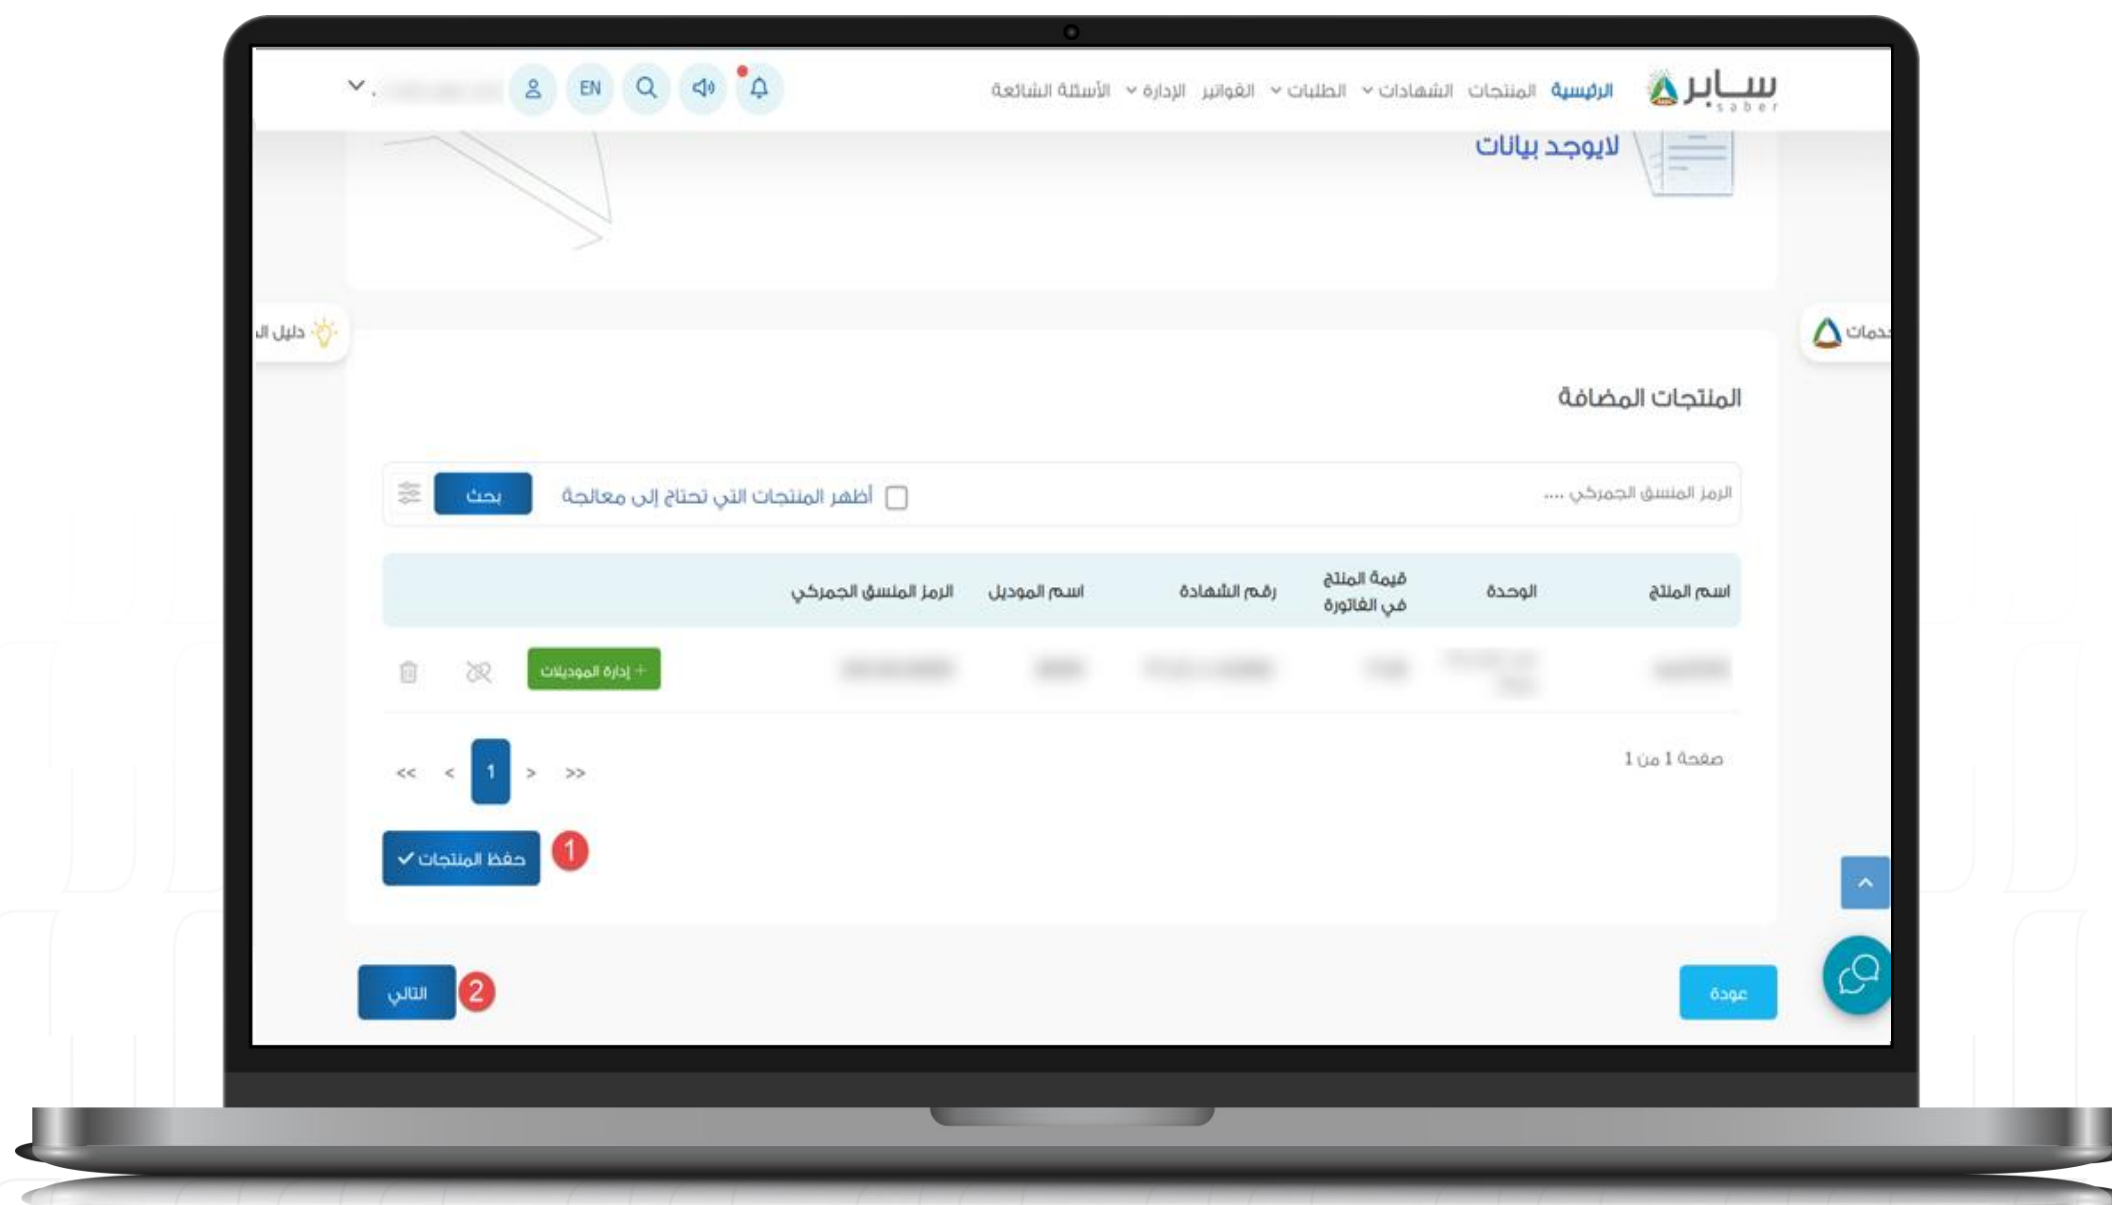 سابر
saber
الرئيسية المنتجات الشهادات الطلبات الفواتير الإدارة الأسئلة الشائعة
EN
لايوجد بيانات
خدمات
دليل الـ
المنتجات المضافة
الرمز المنسق الجمركي ....
أظهر المنتجات التي تحتاج إلى معالجة
بحث
اسم المنتج الوحدة قيمة المنتج في الفاتورة رقم الشهادة اسم الموديل الرمز المنسق الجمركي
+ إدارة الموديلات
صفحة 1 من 1
<< < 1 > >>
1 حفظ المنتجات ✓
عودة
2 التالي